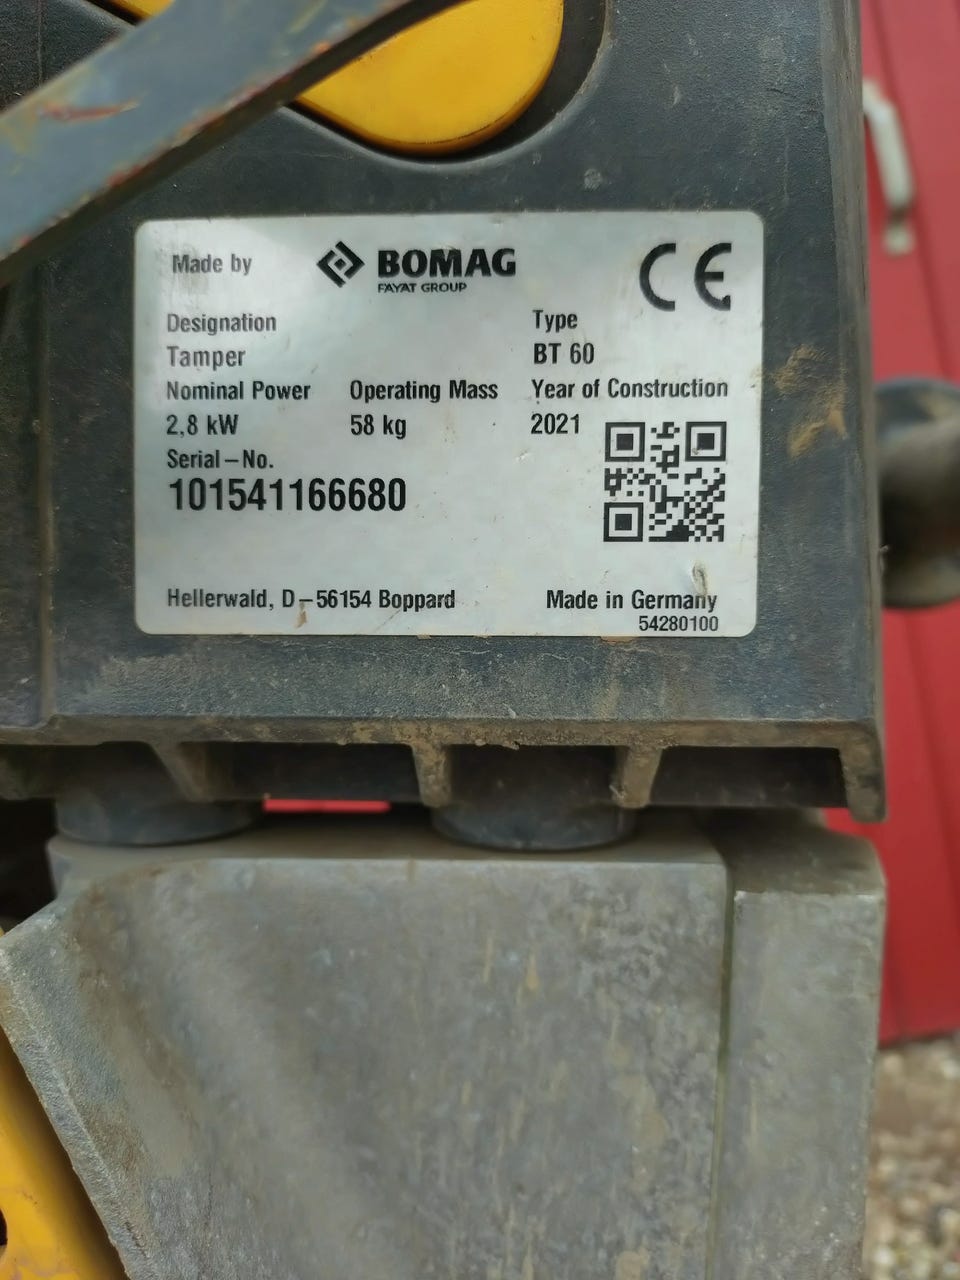 Made by BOMAG CE
FAYAT GROUP
Designation Type
Tamper BT 60
Nominal Power Operating Mass Year of Construction
2,8 kW 58 kg 2021
Serial-No.
101541166680
Hellerwald, D-56154 Boppard Made in Germany
54280100